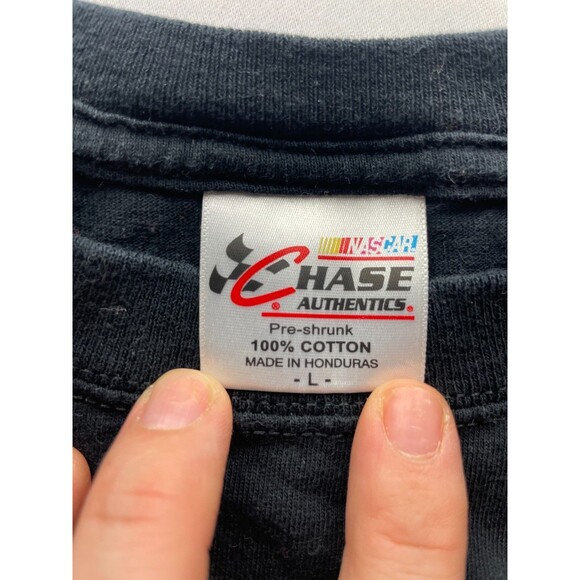 NASCAR
CHASE
AUTHENTICS®
®
Pre-shrunk
100% COTTON
MADE IN HONDURAS
- L -